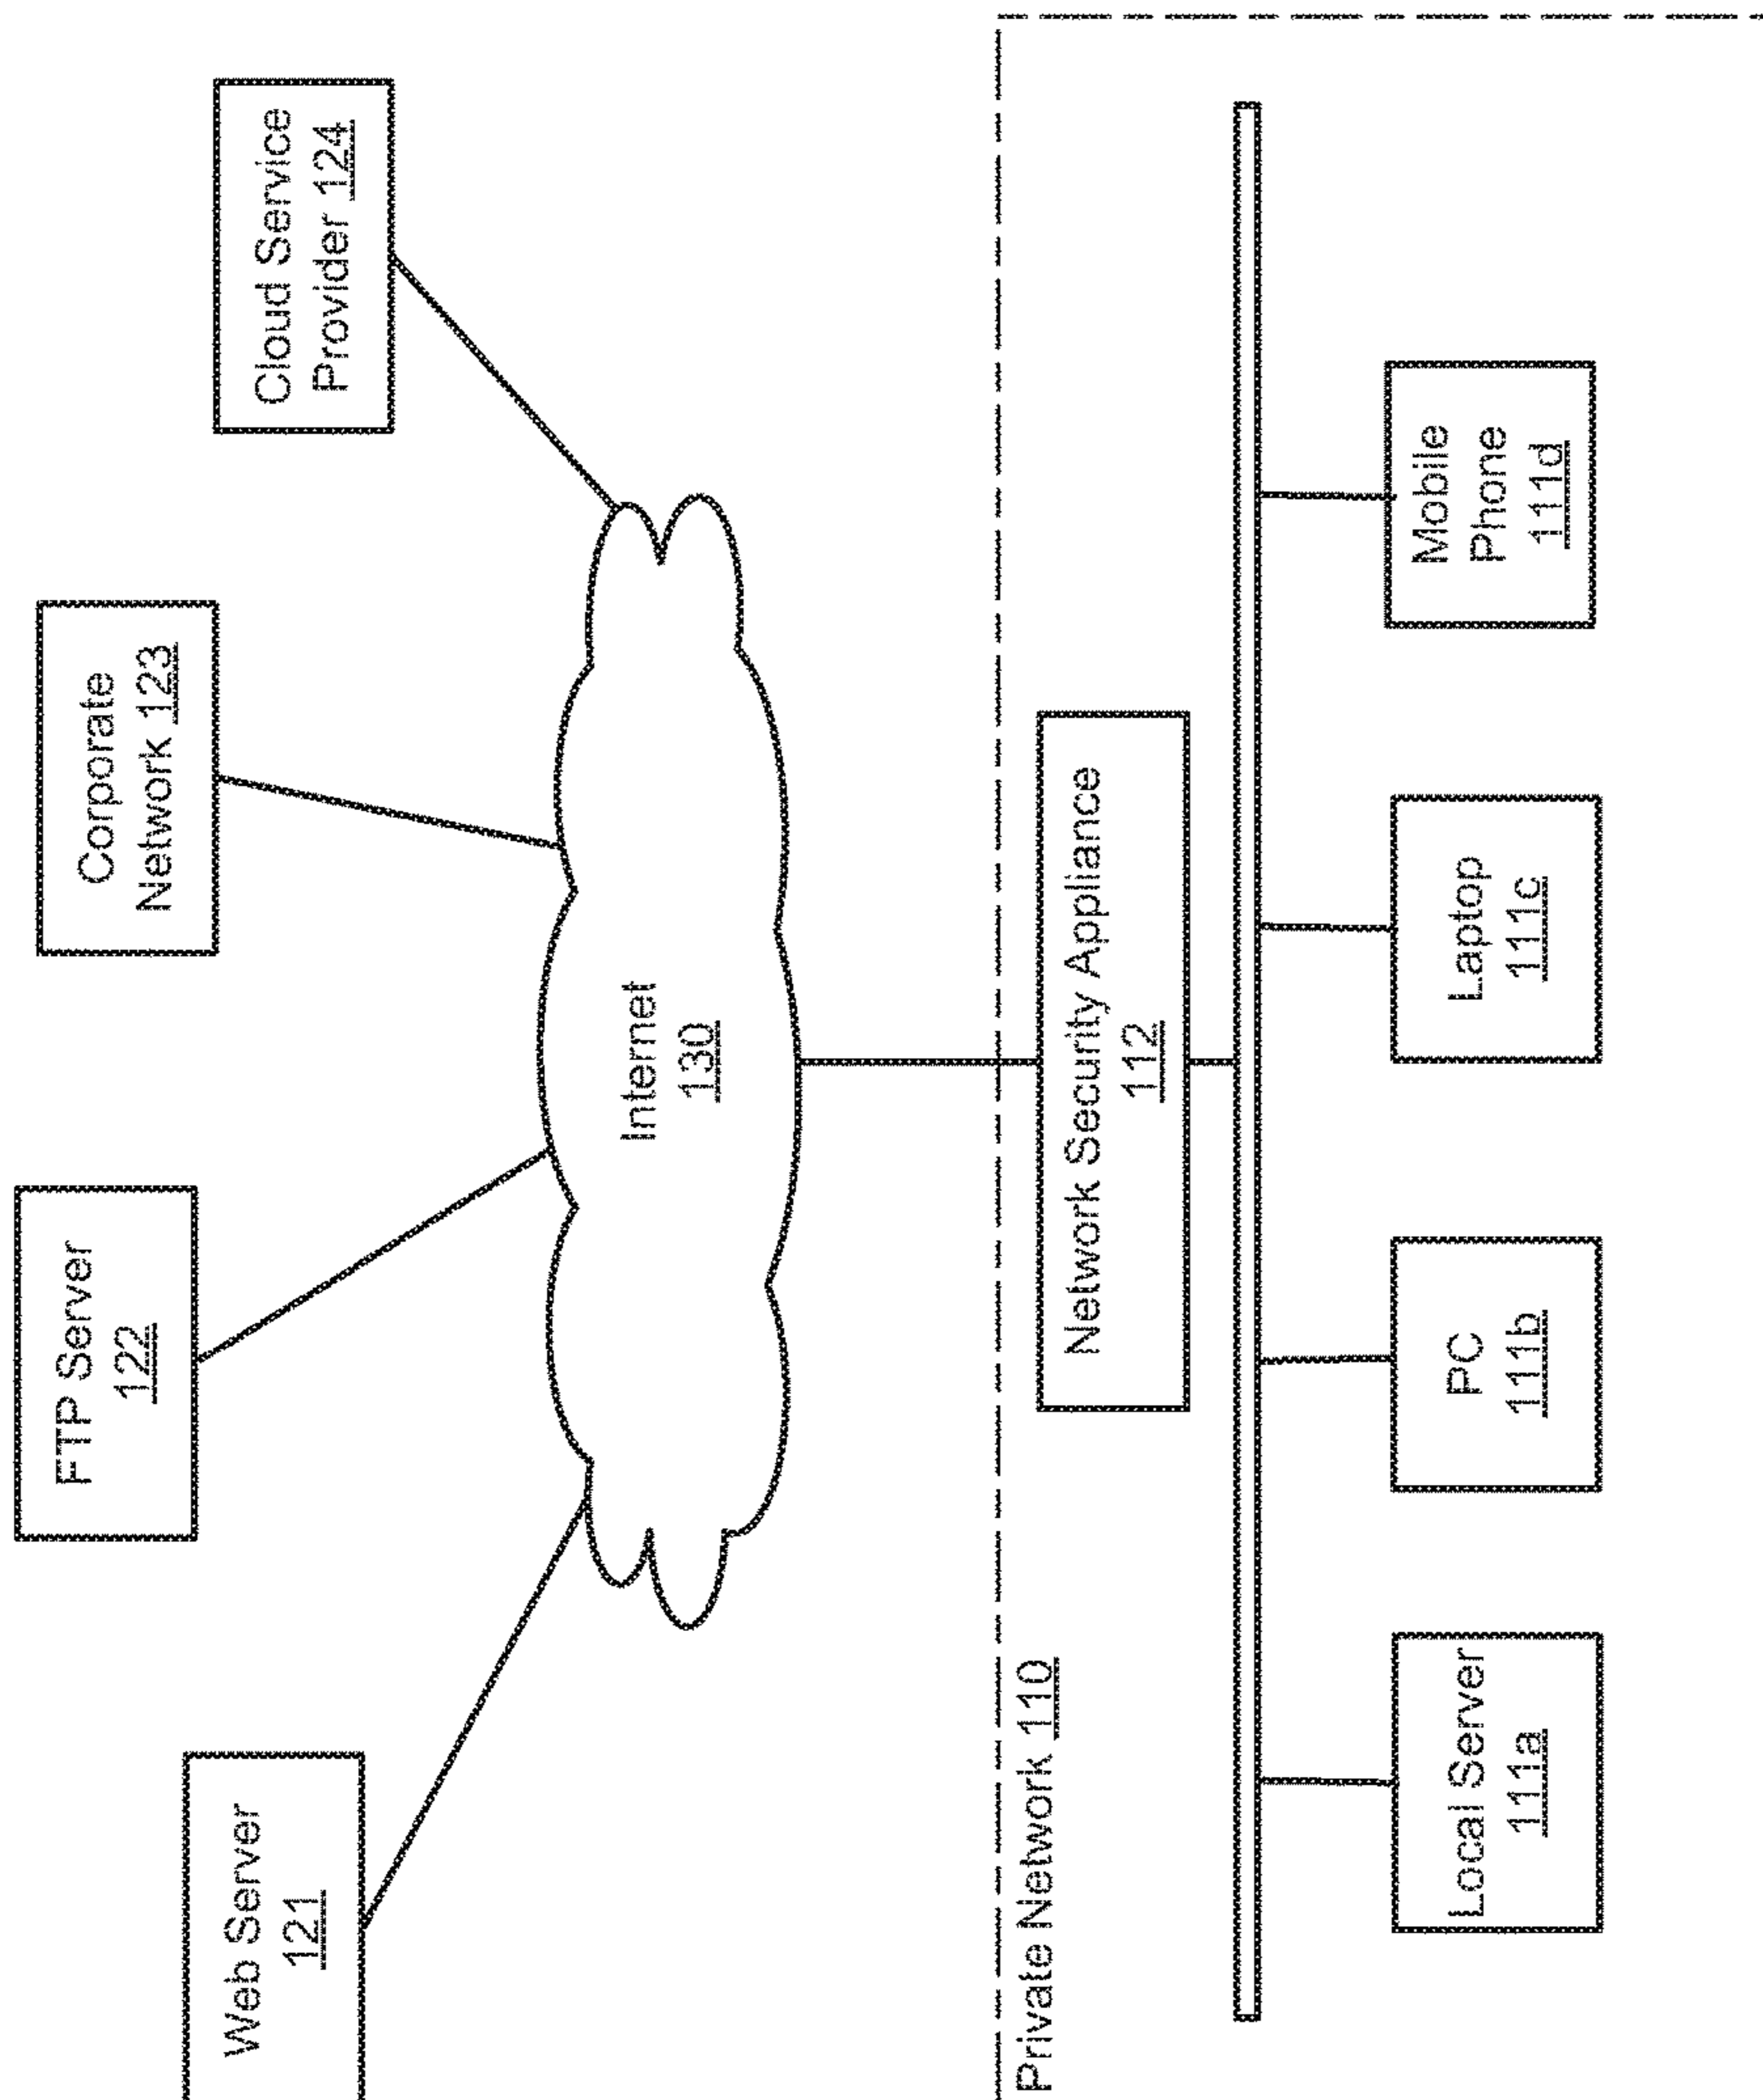 Web Server
121
FTP Server
122
Corporate
Network 123
Cloud Service
Provider 124
Internet
130
Private Network 110
Network Security Appliance
112
Local Server
111a
PC
111b
Laptop
111c
Mobile
Phone
111d